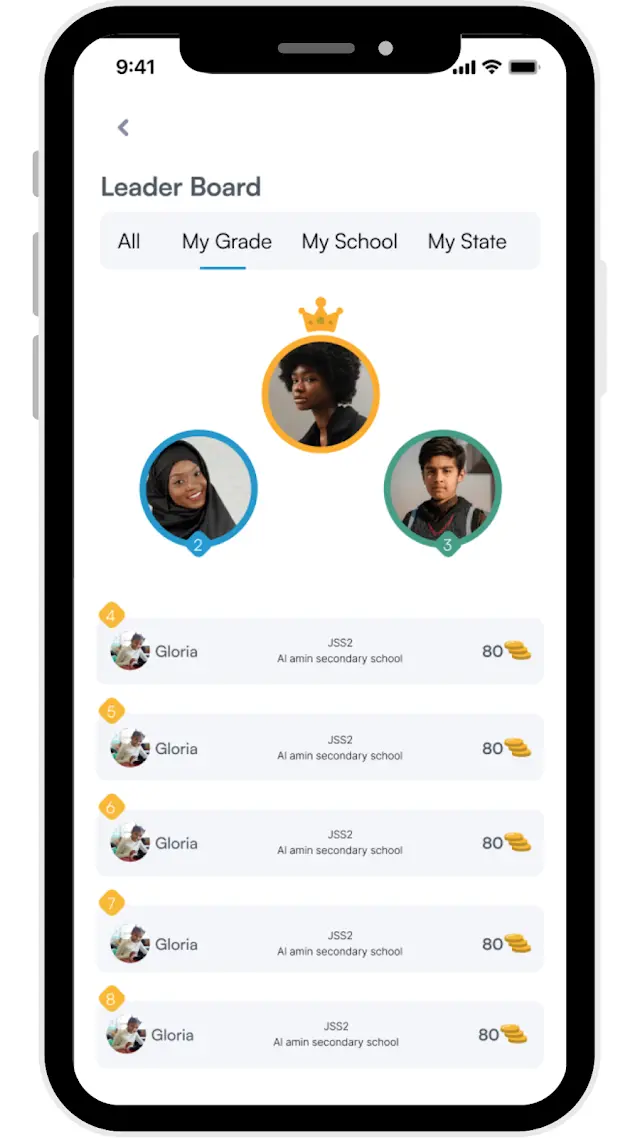 9:41
Leader Board
All My Grade My School My State
2
3
4
Gloria
JSS2
Al amin secondary school
80
5
Gloria
JSS2
Al amin secondary school
80
6
Gloria
JSS2
Al amin secondary school
80
7
Gloria
JSS2
Al amin secondary school
80
8
Gloria
JSS2
Al amin secondary school
80